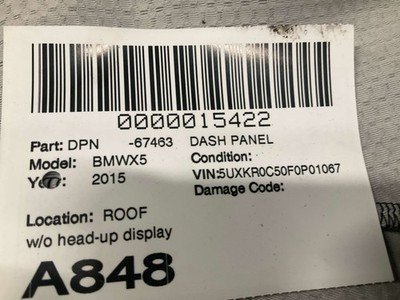 0000015422
Part: DPN -67463 DASH PANEL
Model: BMWX5 Condition:
Year: 2015 VIN:5UXKR0C50F0P01067
Damage Code:
Location: ROOF
w/o head-up display
A848